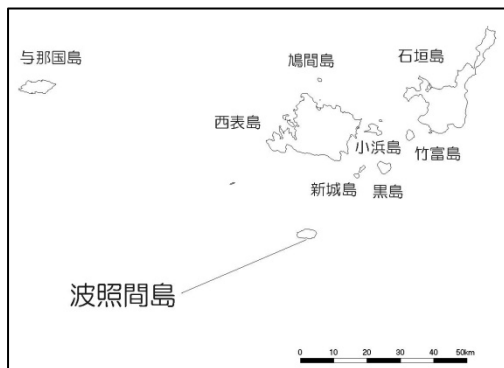 与那国島
鳩間島
石垣島
西表島
小浜島
竹富島
新城島
黒島
波照間島
0 10 20 30 40 50km